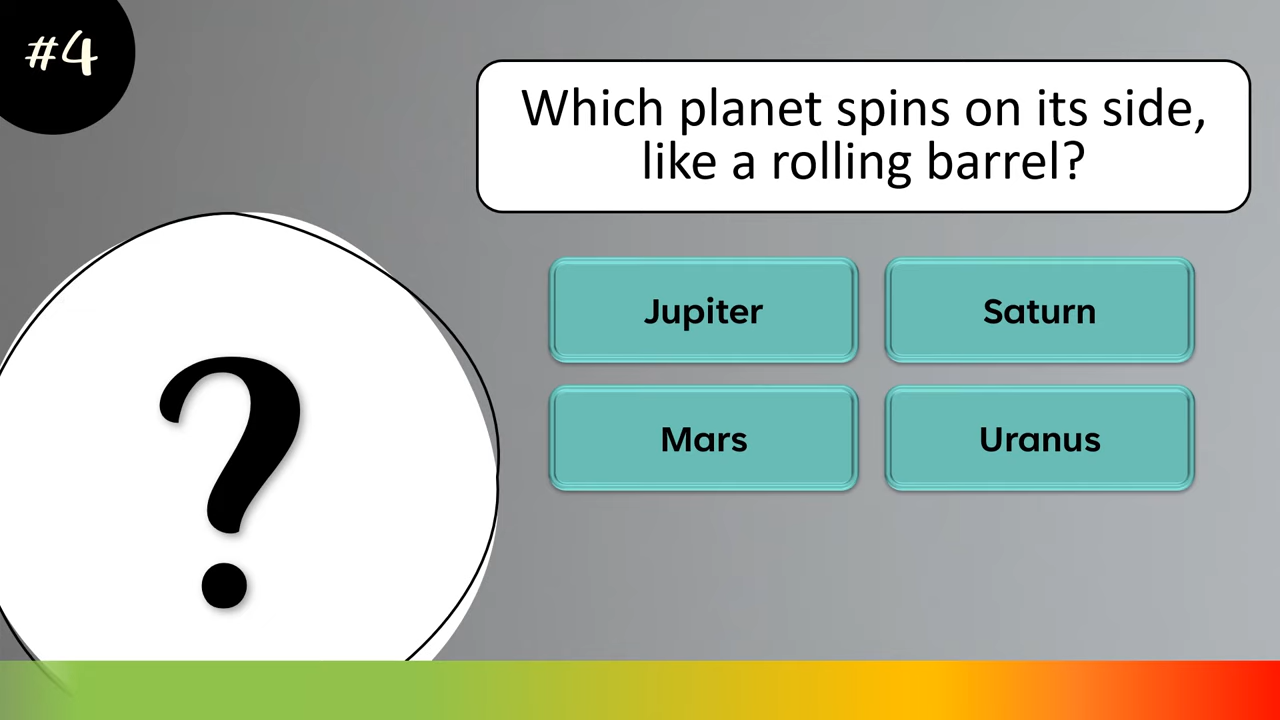 #4
Which planet spins on its side,
like a rolling barrel?
Jupiter
Saturn
Mars
Uranus
?